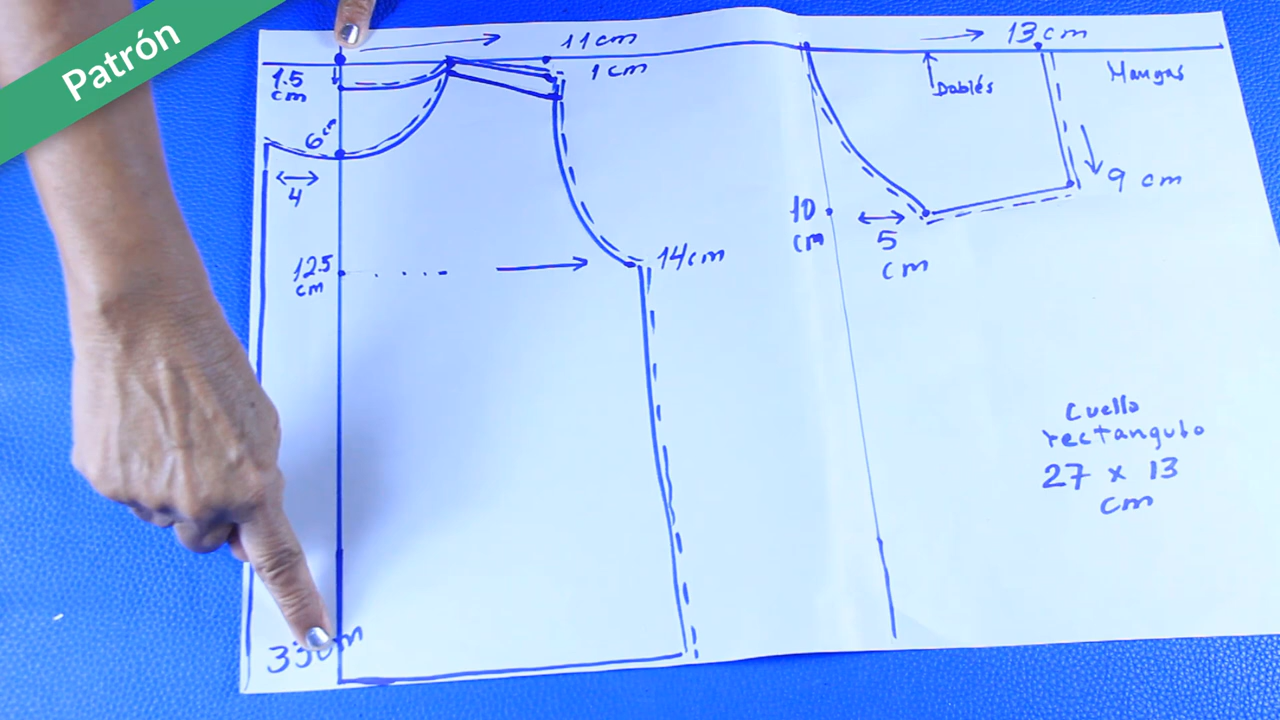 Patrón
11cm
13cm
1.5
cm
1cm
Doblés
Mangas
6cm
4
9 cm
10
cm
5
cm
12.5
cm
14cm
Cuello
rectangulo
27 x 13
cm